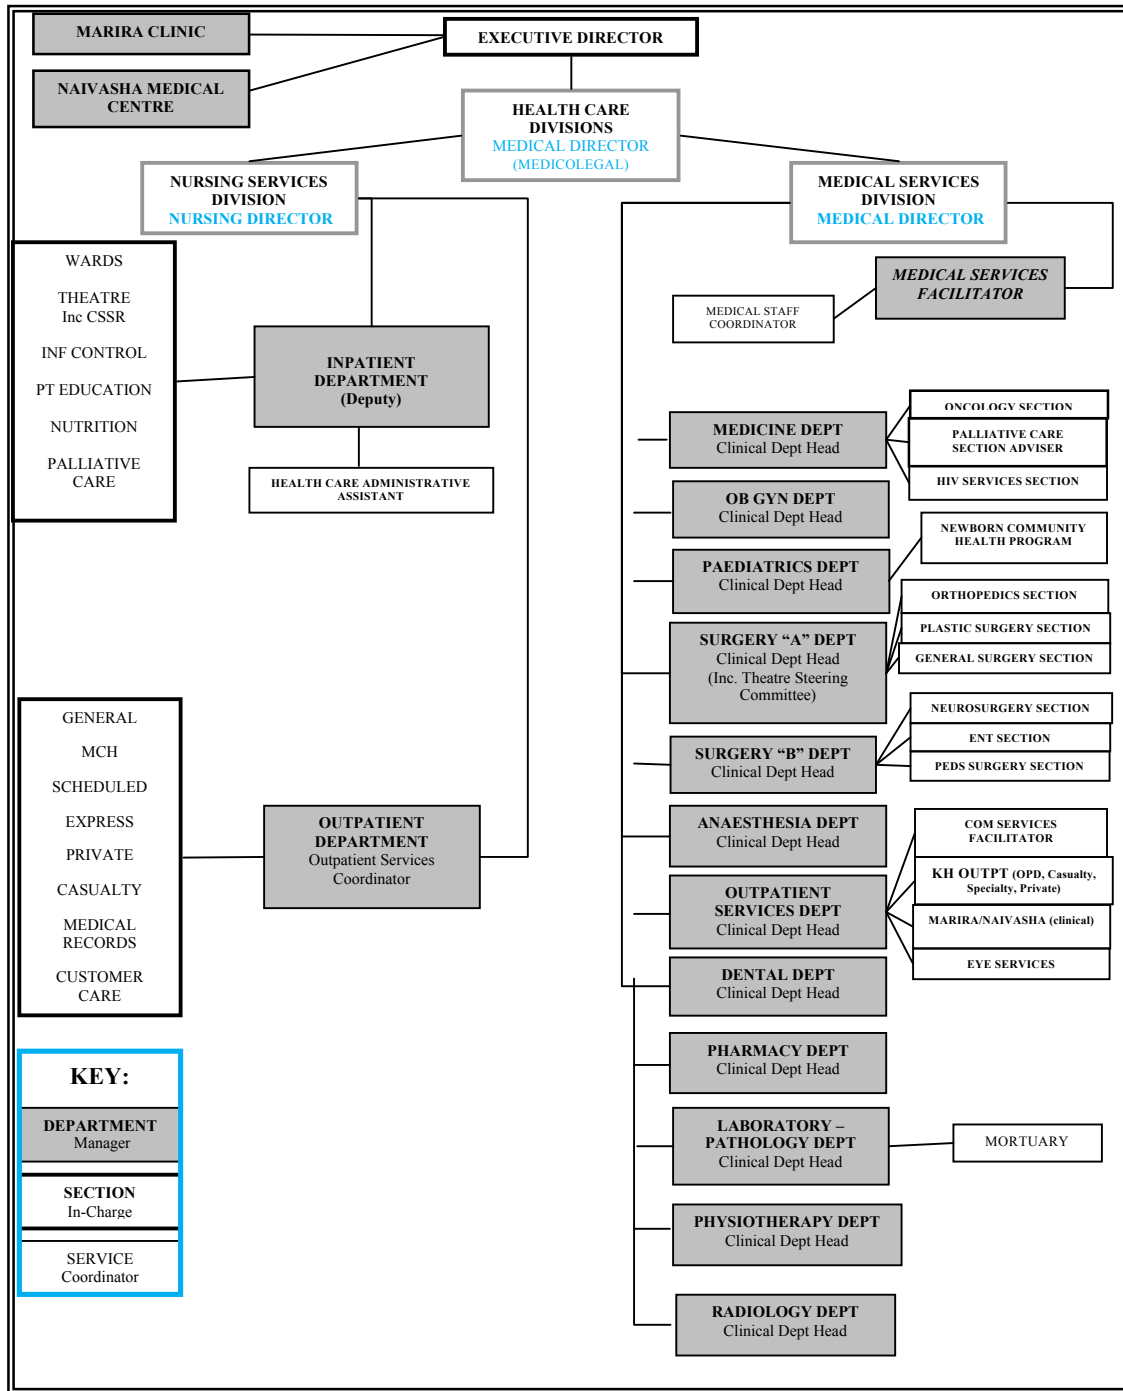 MARIRA CLINIC
EXECUTIVE DIRECTOR
NAIVASHA MEDICAL
CENTRE
HEALTH CARE
DIVISIONS
MEDICAL DIRECTOR
(MEDICOLEGAL)
NURSING SERVICES
DIVISION
NURSING DIRECTOR
MEDICAL SERVICES
DIVISION
MEDICAL DIRECTOR
WARDS
THEATRE
Inc CSSR
INF CONTROL
PT EDUCATION
NUTRITION
PALLIATIVE
CARE
MEDICAL SERVICES
FACILITATOR
MEDICAL STAFF
COORDINATOR
INPATIENT
DEPARTMENT
(Deputy)
HEALTH CARE ADMINISTRATIVE
ASSISTANT
MEDICINE DEPT
Clinical Dept Head
ONCOLOGY SECTION
PALLIATIVE CARE
SECTION ADVISER
HIV SERVICES SECTION
OB GYN DEPT
Clinical Dept Head
NEWBORN COMMUNITY
HEALTH PROGRAM
PAEDIATRICS DEPT
Clinical Dept Head
ORTHOPEDICS SECTION
PLASTIC SURGERY SECTION
GENERAL SURGERY SECTION
SURGERY “A” DEPT
Clinical Dept Head
(Inc. Theatre Steering
Committee)
NEUROSURGERY SECTION
ENT SECTION
PEDS SURGERY SECTION
SURGERY “B” DEPT
Clinical Dept Head
GENERAL
MCH
SCHEDULED
EXPRESS
PRIVATE
CASUALTY
MEDICAL
RECORDS
CUSTOMER
CARE
OUTPATIENT
DEPARTMENT
Outpatient Services
Coordinator
ANAESTHESIA DEPT
Clinical Dept Head
COM SERVICES
FACILITATOR
KH OUTPT (OPD, Casualty,
Specialty, Private)
MARIRA/NAIVASHA (clinical)
EYE SERVICES
OUTPATIENT
SERVICES DEPT
Clinical Dept Head
DENTAL DEPT
Clinical Dept Head
PHARMACY DEPT
Clinical Dept Head
LABORATORY –
PATHOLOGY DEPT
Clinical Dept Head
MORTUARY
PHYSIOTHERAPY DEPT
Clinical Dept Head
RADIOLOGY DEPT
Clinical Dept Head
KEY:
DEPARTMENT
Manager
SECTION
In-Charge
SERVICE
Coordinator